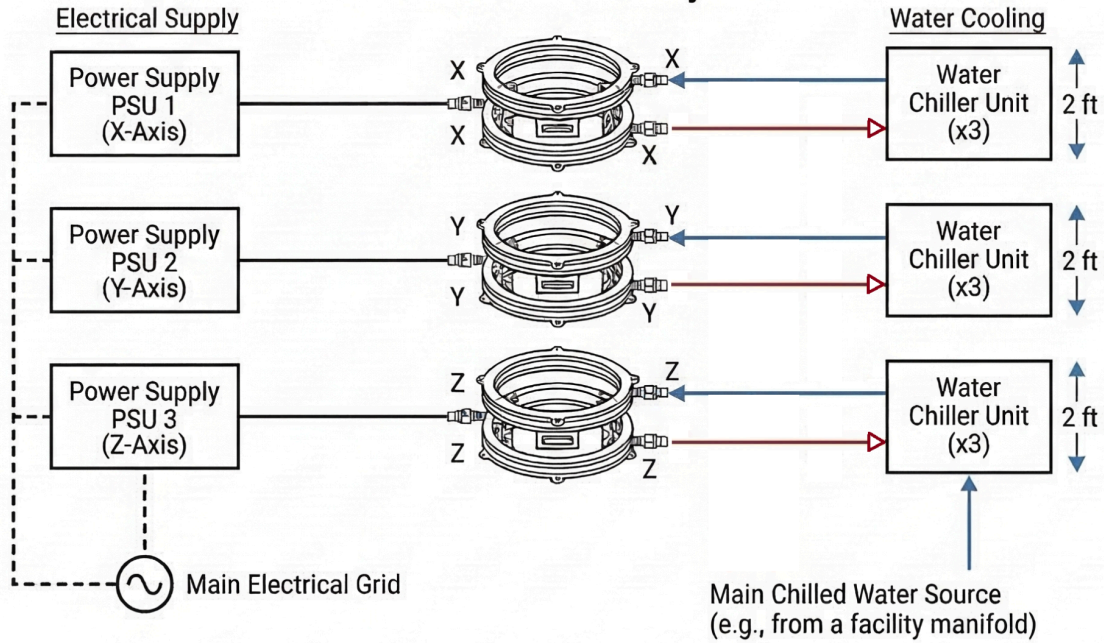 Electrical Supply
Water Cooling
Power Supply
PSU 1
(X-Axis)
X
X
X
X
Water
Chiller Unit
(x3)
2 ft
Power Supply
PSU 2
(Y-Axis)
Y
Y
Y
Y
Water
Chiller Unit
(x3)
2 ft
Power Supply
PSU 3
(Z-Axis)
Z
Z
Z
Z
Water
Chiller Unit
(x3)
2 ft
Main Electrical Grid
Main Chilled Water Source
(e.g., from a facility manifold)